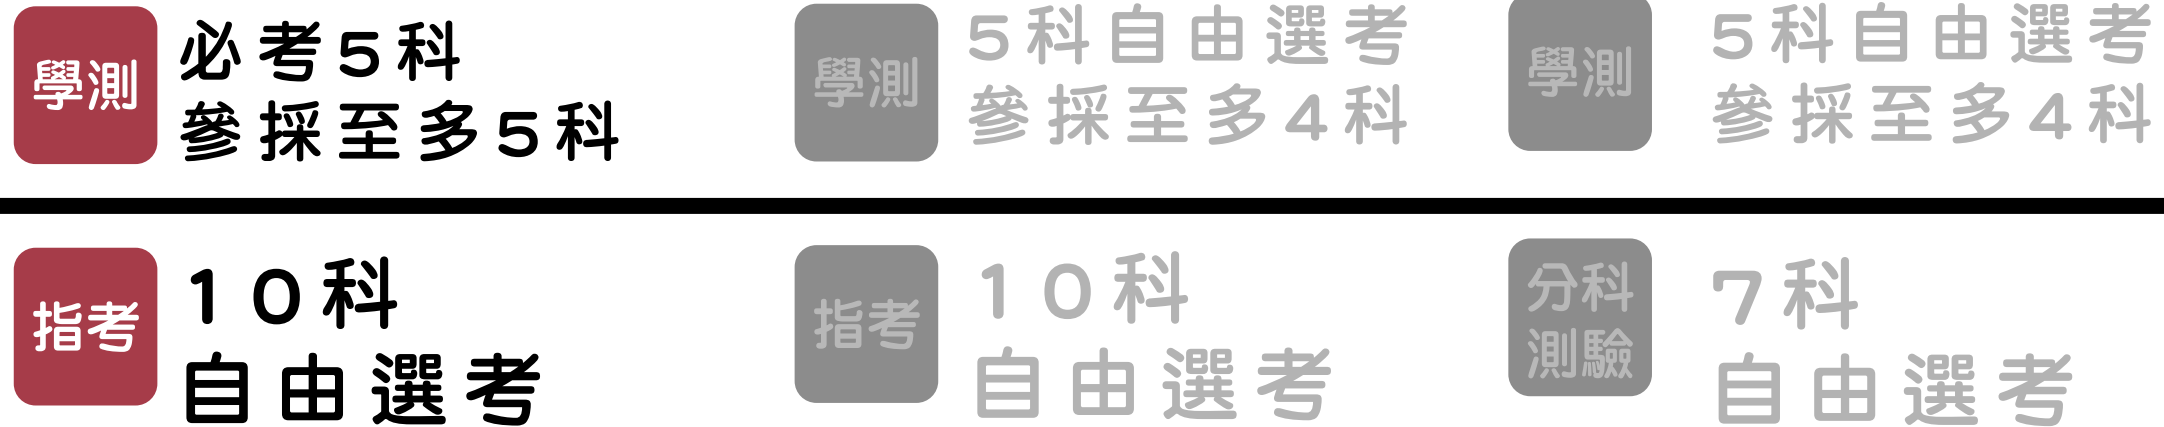 學測
必考5科
參採至多5科
學測
5科自由選考
參採至多4科
學測
5科自由選考
參採至多4科
指考
10科
自由選考
指考
10科
自由選考
分科
測驗
7科
自由選考